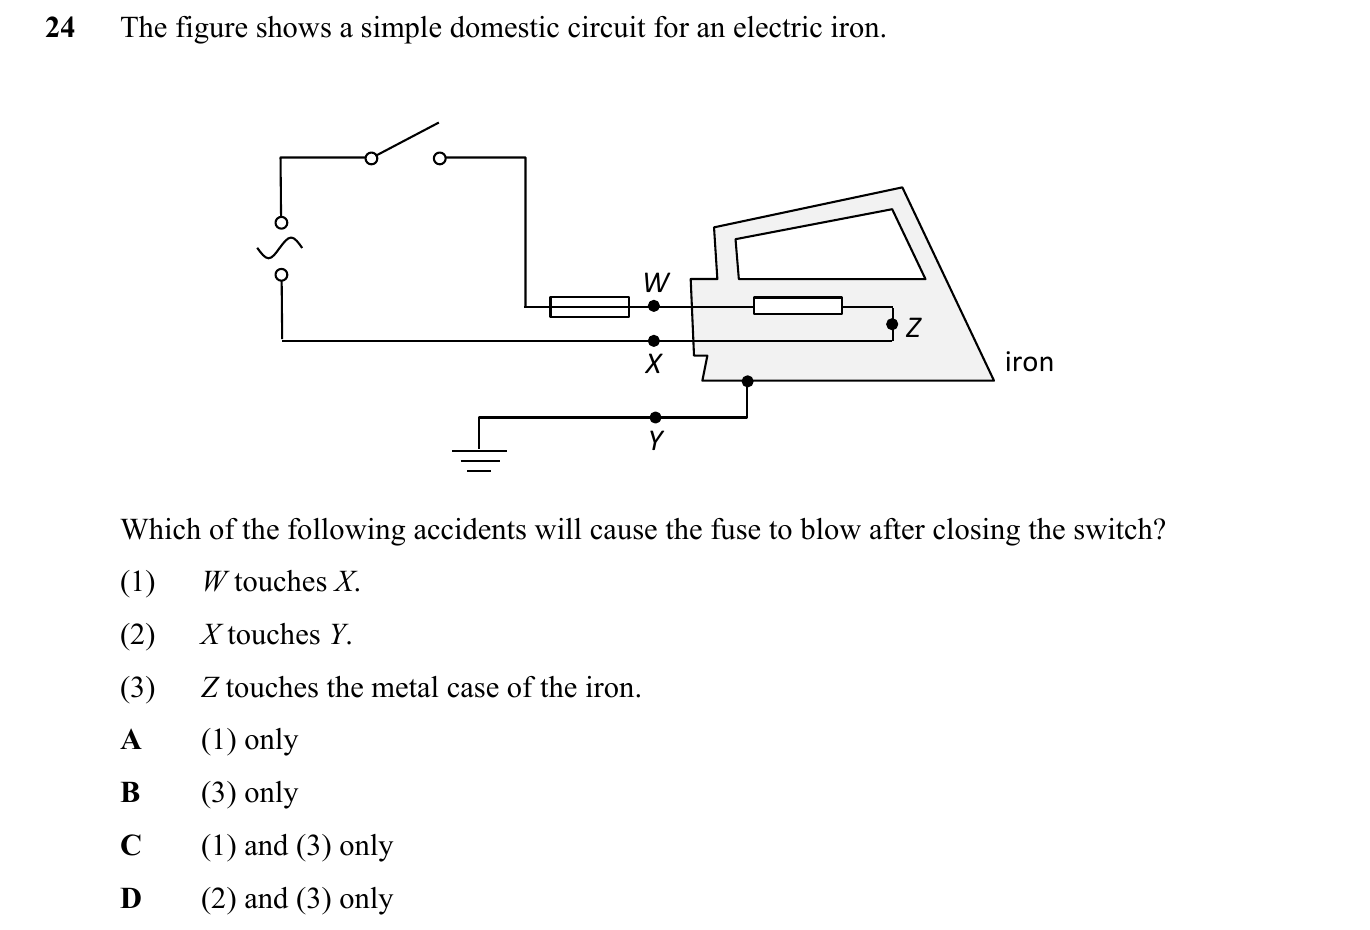 24 The figure shows a simple domestic circuit for an electric iron.
W
Z
X
iron
Y
Which of the following accidents will cause the fuse to blow after closing the switch?
(1) W touches X.
(2) X touches Y.
(3) Z touches the metal case of the iron.
A (1) only
B (3) only
C (1) and (3) only
D (2) and (3) only